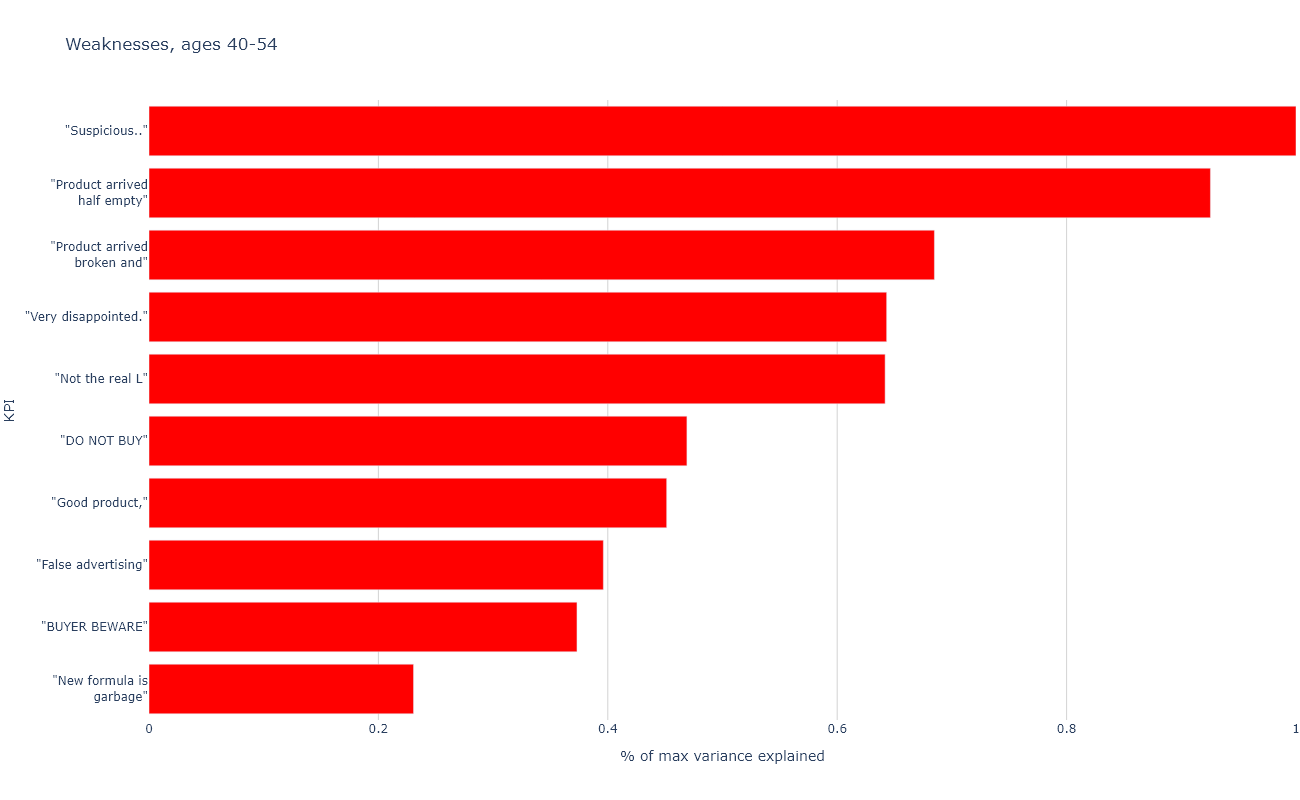 Weaknesses, ages 40-54
"Suspicious.."
"Product arrived
half empty"
"Product arrived
broken and"
"Very disappointed."
"Not the real L"
"DO NOT BUY"
"Good product,"
"False advertising"
"BUYER BEWARE"
"New formula is
garbage"
KPI
0 0.2 0.4 0.6 0.8 1
% of max variance explained